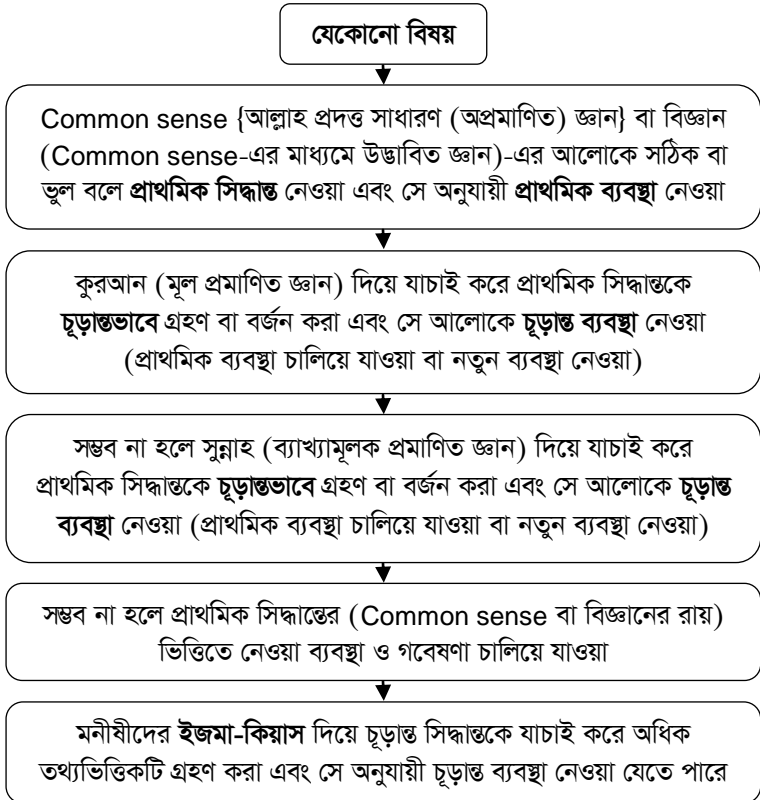 যেকোনো বিষয়
Common sense {আল্লাহ প্রদত্ত সাধারণ (অপ্রমাণিত) জ্ঞান} বা বিজ্ঞান
(Common sense-এর মাধ্যমে উদ্ভাবিত জ্ঞান)-এর আলোকে সঠিক বা
ভুল বলে প্রাথমিক সিদ্ধান্ত নেওয়া এবং সে অনুযায়ী প্রাথমিক ব্যবস্থা নেওয়া
কুরআন (মূল প্রমাণিত জ্ঞান) দিয়ে যাচাই করে প্রাথমিক সিদ্ধান্তকে
চূড়ান্তভাবে গ্রহণ বা বর্জন করা এবং সে আলোকে চূড়ান্ত ব্যবস্থা নেওয়া
(প্রাথমিক ব্যবস্থা চালিয়ে যাওয়া বা নতুন ব্যবস্থা নেওয়া)
সম্ভব না হলে সুন্নাহ (ব্যাখ্যামূলক প্রমাণিত জ্ঞান) দিয়ে যাচাই করে
প্রাথমিক সিদ্ধান্তকে চূড়ান্তভাবে গ্রহণ বা বর্জন করা এবং সে আলোকে চূড়ান্ত
ব্যবস্থা নেওয়া (প্রাথমিক ব্যবস্থা চালিয়ে যাওয়া বা নতুন ব্যবস্থা নেওয়া)
সম্ভব না হলে প্রাথমিক সিদ্ধান্তের (Common sense বা বিজ্ঞানের রায়)
ভিত্তিতে নেওয়া ব্যবস্থা ও গবেষণা চালিয়ে যাওয়া
মনীষীদের ইজমা-কিয়াস দিয়ে চূড়ান্ত সিদ্ধান্তকে যাচাই করে অধিক
তথ্যভিত্তিকটি গ্রহণ করা এবং সে অনুযায়ী চূড়ান্ত ব্যবস্থা নেওয়া যেতে পারে